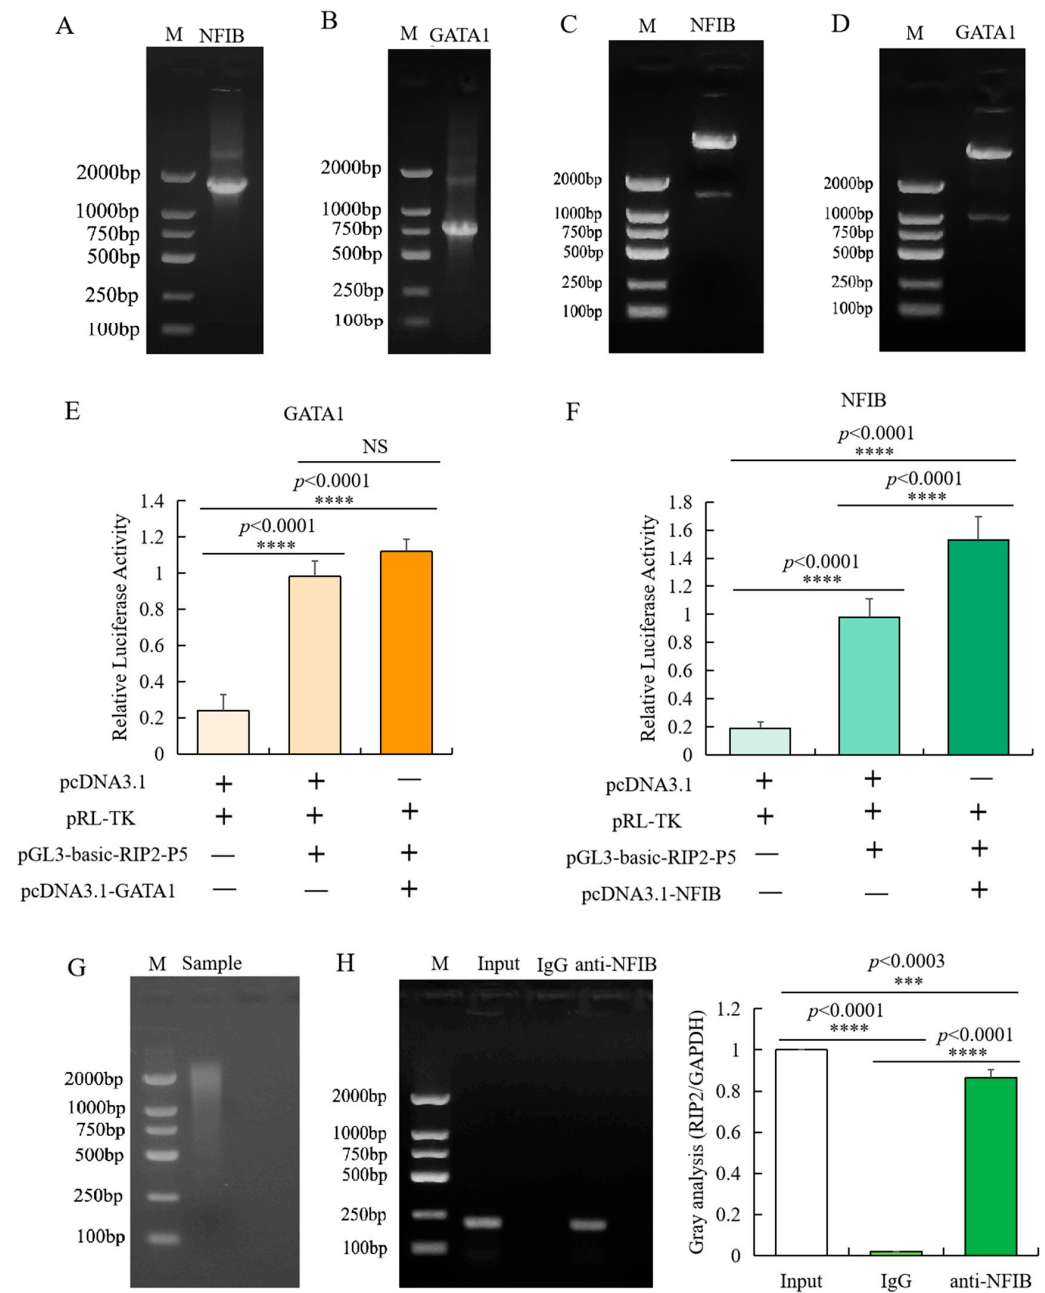 A
M NFIB
2000bp
1000bp
750bp
500bp
250bp
100bp
B
M GATA1
2000bp
1000bp
750bp
500bp
250bp
100bp
C
M NFIB
2000bp
1000bp
750bp
500bp
250bp
100bp
D
M GATA1
2000bp
1000bp
750bp
500bp
250bp
100bp
E
GATA1
NS
p<0.0001
****
p<0.0001
****
Relative Luciferase Activity
1.4
1.2
1
0.8
0.6
0.4
0.2
0
pcDNA3.1 + + —
pRL-TK + + +
pGL3-basic-RIP2-P5 — + +
pcDNA3.1-GATA1 — — +
F
NFIB
p<0.0001
****
p<0.0001
****
p<0.0001
****
Relative Luciferase Activity
1.8
1.6
1.4
1.2
1
0.8
0.6
0.4
0.2
0
pcDNA3.1 + + —
pRL-TK + + +
pGL3-basic-RIP2-P5 — + +
pcDNA3.1-NFIB — — +
G
M Sample
2000bp
1000bp
750bp
500bp
250bp
100bp
H
M Input IgG anti-NFIB
2000bp
1000bp
750bp
500bp
250bp
100bp
p<0.0003
***
p<0.0001
****
p<0.0001
****
Gray analysis (RIP2/GAPDH)
1.2
1
0.8
0.6
0.4
0.2
0
Input IgG anti-NFIB